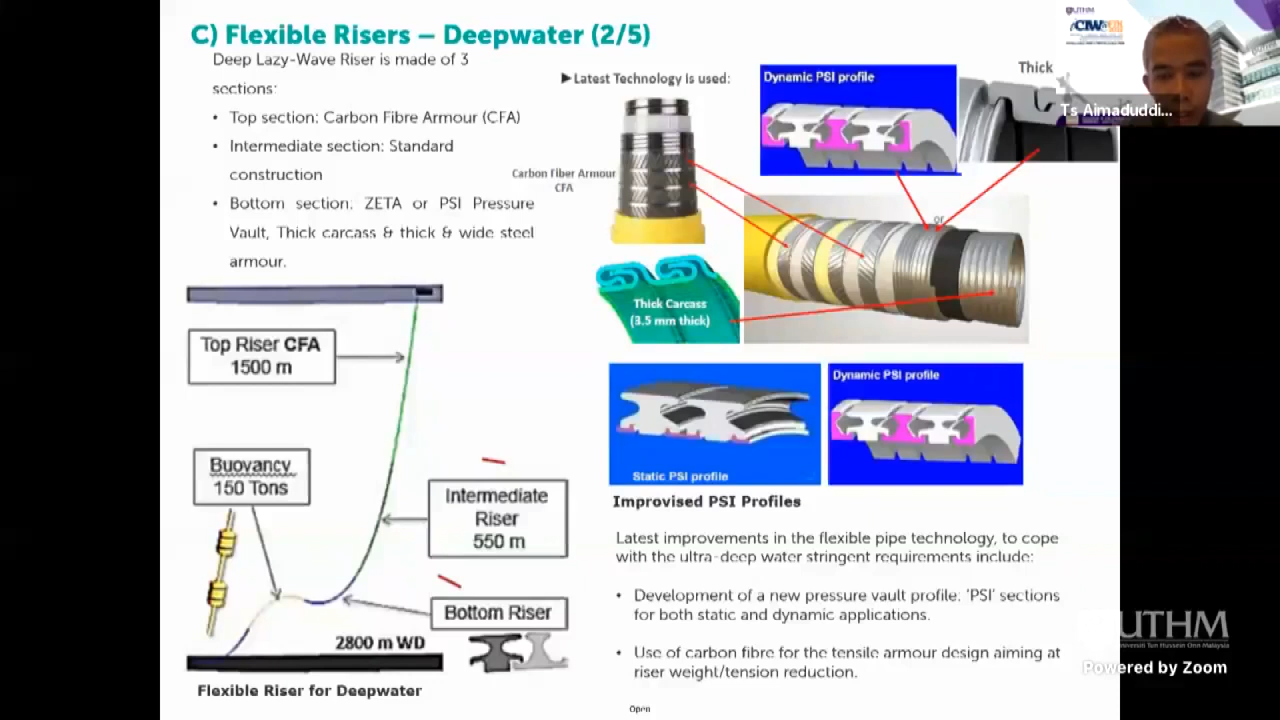 C) Flexible Risers – Deepwater (2/5)
Deep Lazy-Wave Riser is made of 3
sections:
• Top section: Carbon Fibre Armour (CFA)
• Intermediate section: Standard
construction
• Bottom section: ZETA or PSI Pressure
Vault, Thick carcass & thick & wide steel
armour.
Top Riser CFA
1500 m
Buoyancy
150 Tons
Intermediate
Riser
550 m
Bottom Riser
2800 m WD
Flexible Riser for Deepwater
►Latest Technology is used:
Carbon Fiber Armour
CFA
Dynamic PSI profile
Thick
or
Thick Carcass
(3.5 mm thick)
Static PSI profile
Dynamic PSI profile
Improvised PSI Profiles
Latest improvements in the flexible pipe technology, to cope
with the ultra-deep water stringent requirements include:
• Development of a new pressure vault profile: ‘PSI’ sections
for both static and dynamic applications.
• Use of carbon fibre for the tensile armour design aiming at
riser weight/tension reduction.
Open
UTHM
Ts Aimaduddi...
UTHM
Universiti Tun Hussein Onn Malaysia
Powered by Zoom